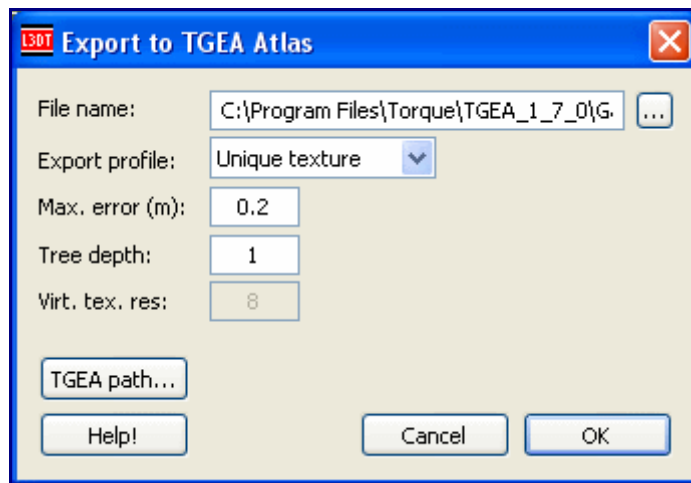 L3DT Export to TGEA Atlas
File name: C:\Program Files\Torque\TGEA_1_7_0\G ...
Export profile: Unique texture
Max. error (m): 0.2
Tree depth: 1
Virt. tex. res: 8
TGEA path...
Help! Cancel OK